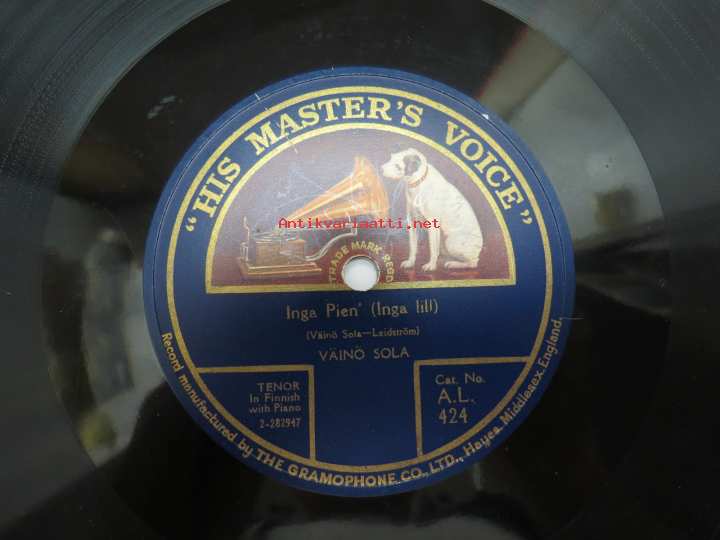 "HIS MASTER'S VOICE"
Antikvariaatti.net
TRADE MARK REGD
Inga Pien' (Inga lill)
(Väinö Sola—Leidström)
VÄINÖ SOLA
TENOR
In Finnish
with Piano
2-282947
Cat. No.
A.L.
424
Record manufactured by THE GRAMOPHONE CO., LTD., Hayes, Middlesex, England.